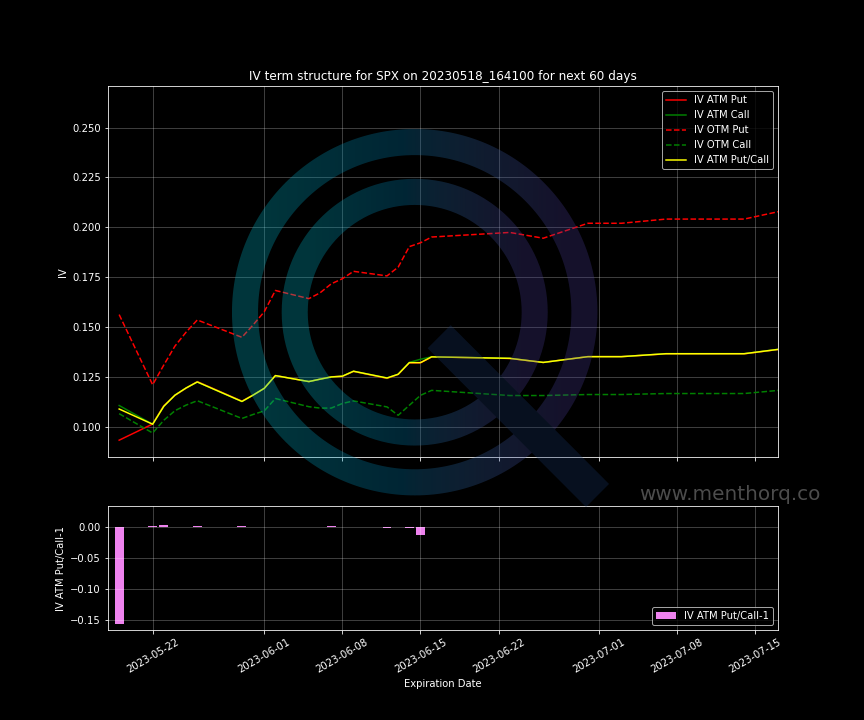 IV term structure for SPX on 20230518_164100 for next 60 days
IV ATM Put
IV ATM Call
IV OTM Put
IV OTM Call
IV ATM Put/Call
0.250
0.225
0.200
0.175
0.150
0.125
0.100
IV
www.menthorq.co
0.00
−0.05
−0.10
−0.15
IV ATM Put/Call-1
IV ATM Put/Call-1
2023-05-22
2023-06-01
2023-06-08
2023-06-15
2023-06-22
2023-07-01
2023-07-08
2023-07-15
Expiration Date